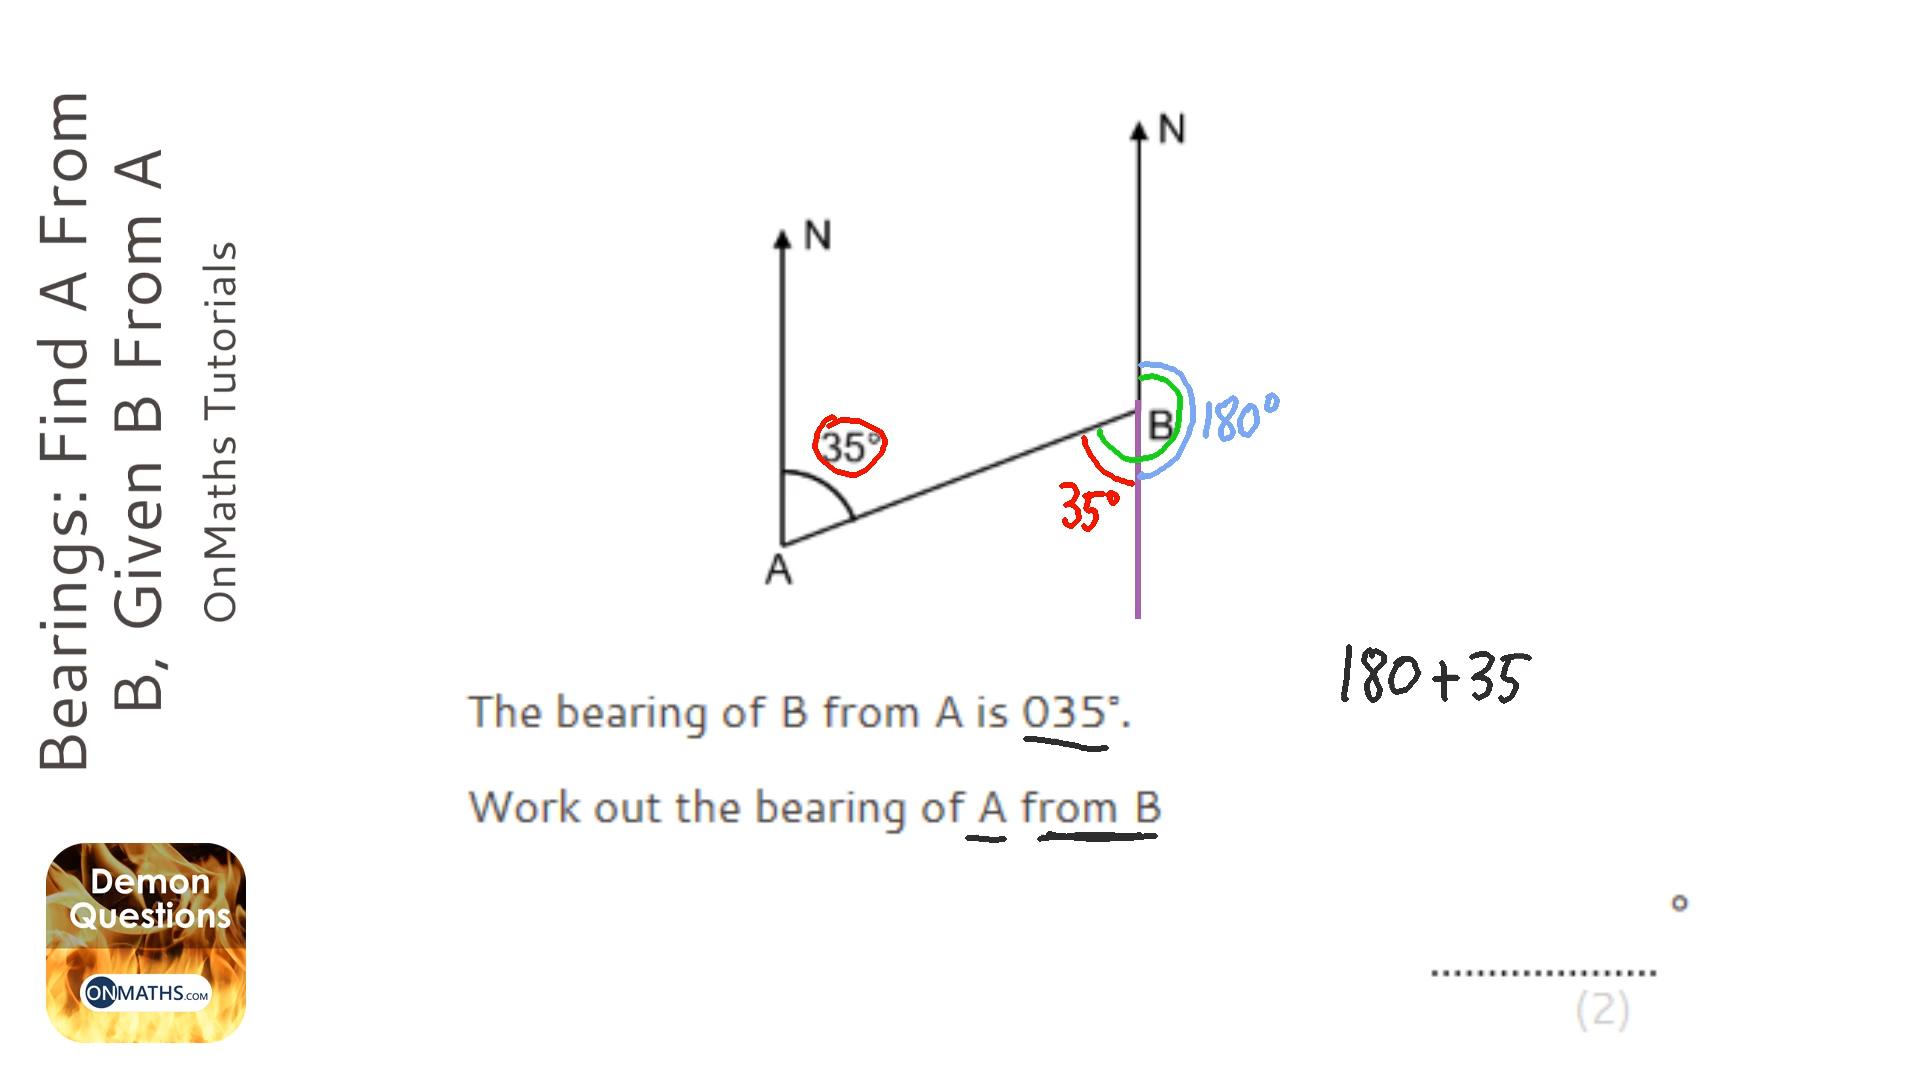 Bearings: Find A From
B, Given B From A
OnMaths Tutorials
N
N
35°
B
180°
35°
A
180+35
The bearing of B from A is 035°.
Work out the bearing of A from B
°
....................
(2)
Demon
Questions
ONMATHS.COM